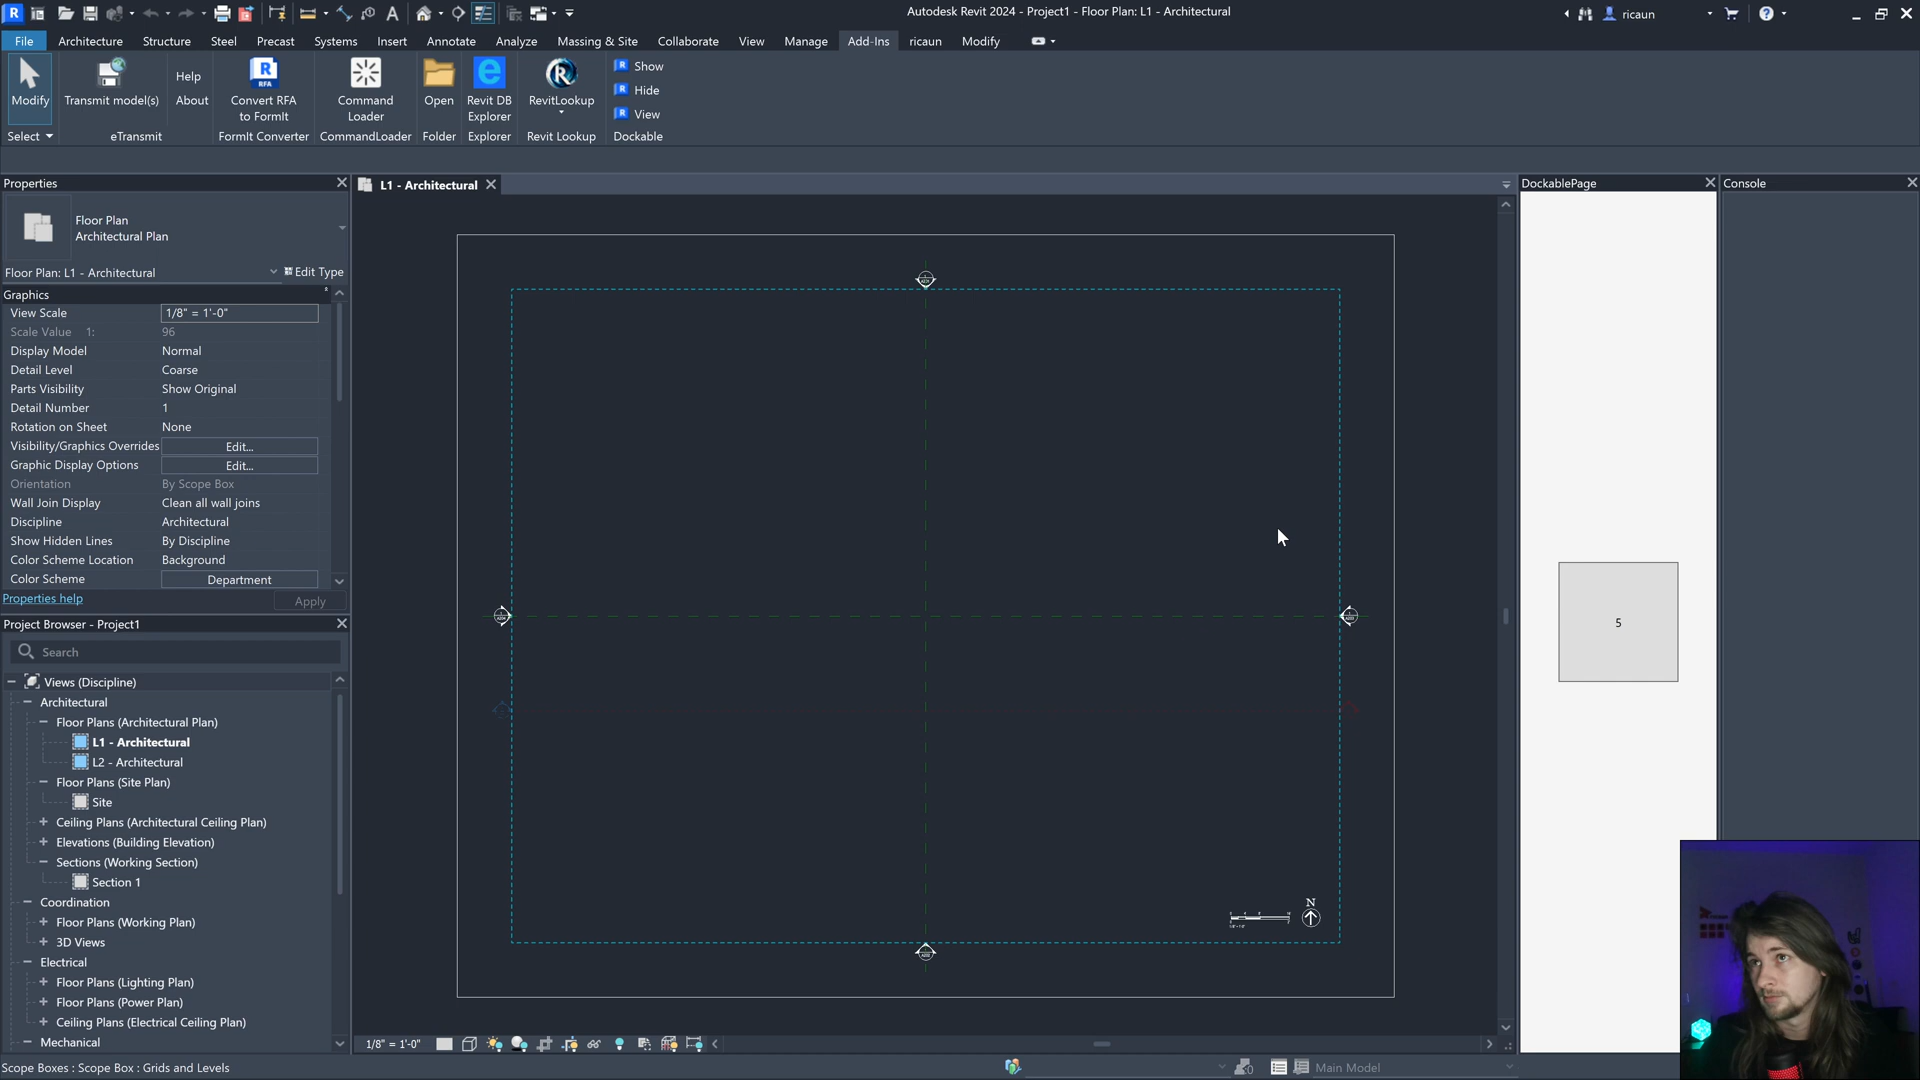 Autodesk Revit 2024 - Project1 - Floor Plan: L1 - Architectural
ricaun
File
Architecture
Structure
Steel
Precast
Systems
Insert
Annotate
Analyze
Massing & Site
Collaborate
View
Manage
Add-Ins
ricaun
Modify
Modify
Select
Transmit model(s)
Help
About
eTransmit
Convert RFA
to FormIt
FormIt Converter
Command
Loader
CommandLoader
Open
Folder
Revit DB
Explorer
Explorer
RevitLookup
Revit Lookup
Show
Hide
View
Dockable
Properties
L1 - Architectural
DockablePage
Console
Floor Plan
Architectural Plan
Floor Plan: L1 - Architectural
Edit Type
Graphics
View Scale 1/8" = 1'-0"
Scale Value 1: 96
Display Model Normal
Detail Level Coarse
Parts Visibility Show Original
Detail Number 1
Rotation on Sheet None
Visibility/Graphics Overrides Edit...
Graphic Display Options Edit...
Orientation By Scope Box
Wall Join Display Clean all wall joins
Discipline Architectural
Show Hidden Lines By Discipline
Color Scheme Location Background
Color Scheme Department
Properties help
Apply
Project Browser - Project1
Search
Views (Discipline)
Architectural
Floor Plans (Architectural Plan)
L1 - Architectural
L2 - Architectural
Floor Plans (Site Plan)
Site
Ceiling Plans (Architectural Ceiling Plan)
Elevations (Building Elevation)
Sections (Working Section)
Section 1
Coordination
Floor Plans (Working Plan)
3D Views
Electrical
Floor Plans (Lighting Plan)
Floor Plans (Power Plan)
Ceiling Plans (Electrical Ceiling Plan)
Mechanical
N
5
1/8" = 1'-0"
Scope Boxes : Scope Box : Grids and Levels
Main Model